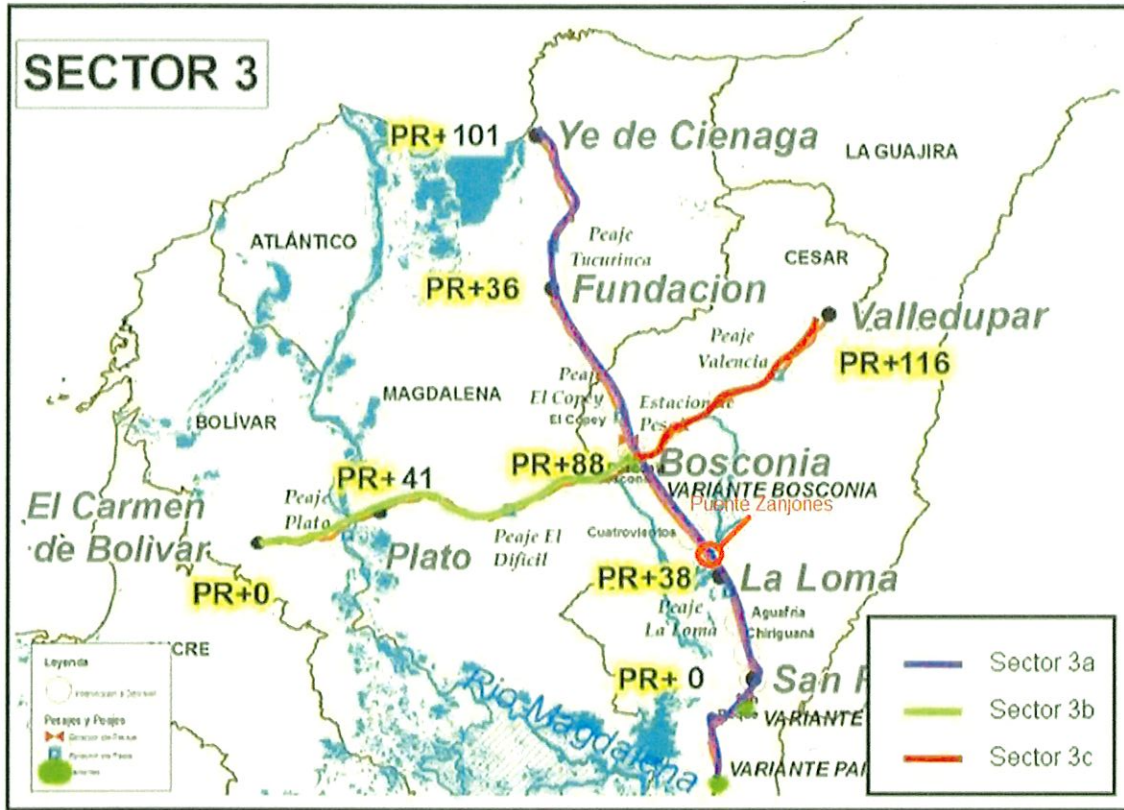 SECTOR 3
PR+ 101
Ye de Cienaga
LA GUAJIRA
ATLÁNTICO
Peaje
Tucurinca
CESAR
PR+36
Fundacion
Valledupar
Peaje
Valencia
PR+116
Peaje
El Copey
El Copey
MAGDALENA
Estacion de
Pesaje
BOLÍVAR
PR+88
Bosconia
PR+ 41
VARIANTE BOSCONIA
Puente Zanjones
El Carmen
de Bolivar
Peaje
Plato
Plato
Peaje El
Dificil
Cuatrovientos
PR+38
La Loma
PR+0
Peaje
La Loma
Aguafria
Chiriguaná
CRE
PR+ 0
San R
VARIANTE
VARIANTE PAI
Rio Magdalena
Leyenda
Pesajes y Peajes
Sector 3a
Sector 3b
Sector 3c